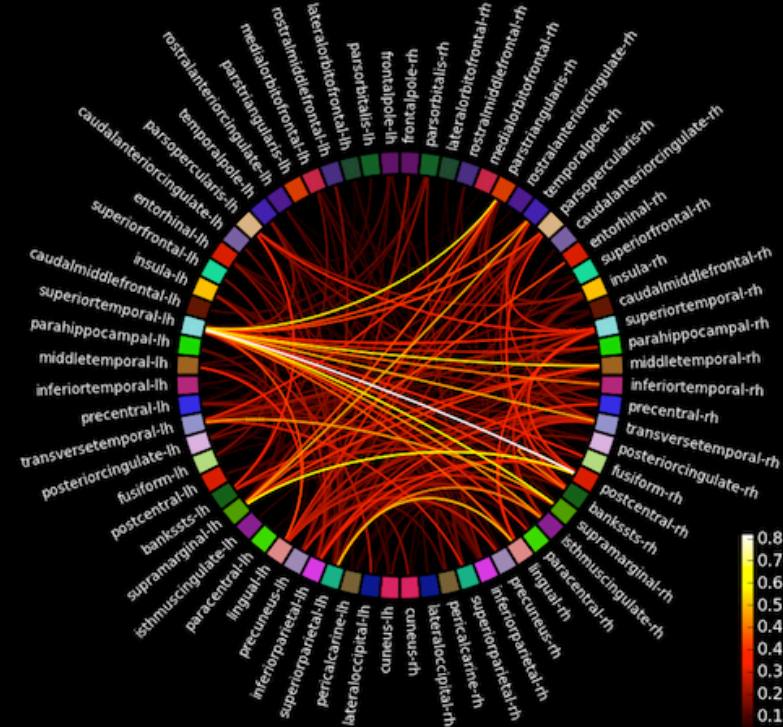 frontalpole-lh
parsorbitalis-lh
lateralorbitofrontal-lh
rostralmiddlefrontal-lh
medialorbitofrontal-lh
parstriangularis-lh
rostralanteriorcingulate-lh
temporalpole-lh
parsopercularis-lh
caudalanteriorcingulate-lh
entorhinal-lh
superiorfrontal-lh
insula-lh
caudalmiddlefrontal-lh
superiortemporal-lh
parahippocampal-lh
middletemporal-lh
inferiortemporal-lh
precentral-lh
transversetemporal-lh
posteriorcingulate-lh
fusiform-lh
postcentral-lh
bankssts-lh
supramarginal-lh
isthmuscingulate-lh
paracentral-lh
lingual-lh
precuneus-lh
inferiorparietal-lh
superiorparietal-lh
pericalcarine-lh
lateraloccipital-lh
cuneus-lh
cuneus-rh
lateraloccipital-rh
pericalcarine-rh
superiorparietal-rh
inferiorparietal-rh
precuneus-rh
lingual-rh
paracentral-rh
isthmuscingulate-rh
supramarginal-rh
bankssts-rh
postcentral-rh
fusiform-rh
posteriorcingulate-rh
transversetemporal-rh
precentral-rh
inferiortemporal-rh
middletemporal-rh
parahippocampal-rh
superiortemporal-rh
caudalmiddlefrontal-rh
insula-rh
superiorfrontal-rh
entorhinal-rh
caudalanteriorcingulate-rh
parsopercularis-rh
temporalpole-rh
rostralanteriorcingulate-rh
parstriangularis-rh
medialorbitofrontal-rh
rostralmiddlefrontal-rh
lateralorbitofrontal-rh
parsorbitalis-rh
frontalpole-rh
0.8
0.7
0.6
0.5
0.4
0.3
0.2
0.1